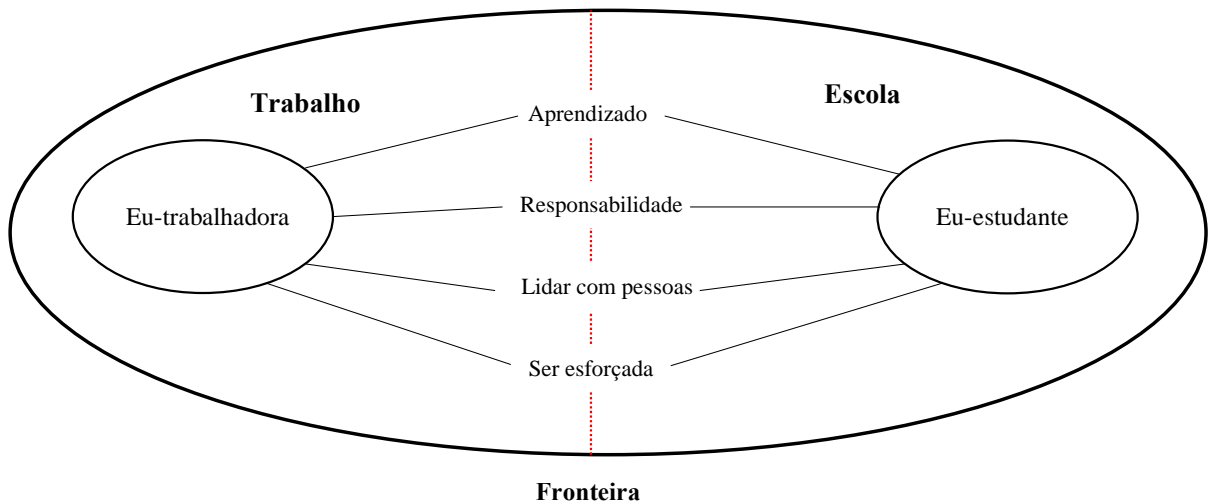 Trabalho
Escola
Aprendizado
Eu-trabalhadora
Responsabilidade
Eu-estudante
Lidar com pessoas
Ser esforçada
Fronteira